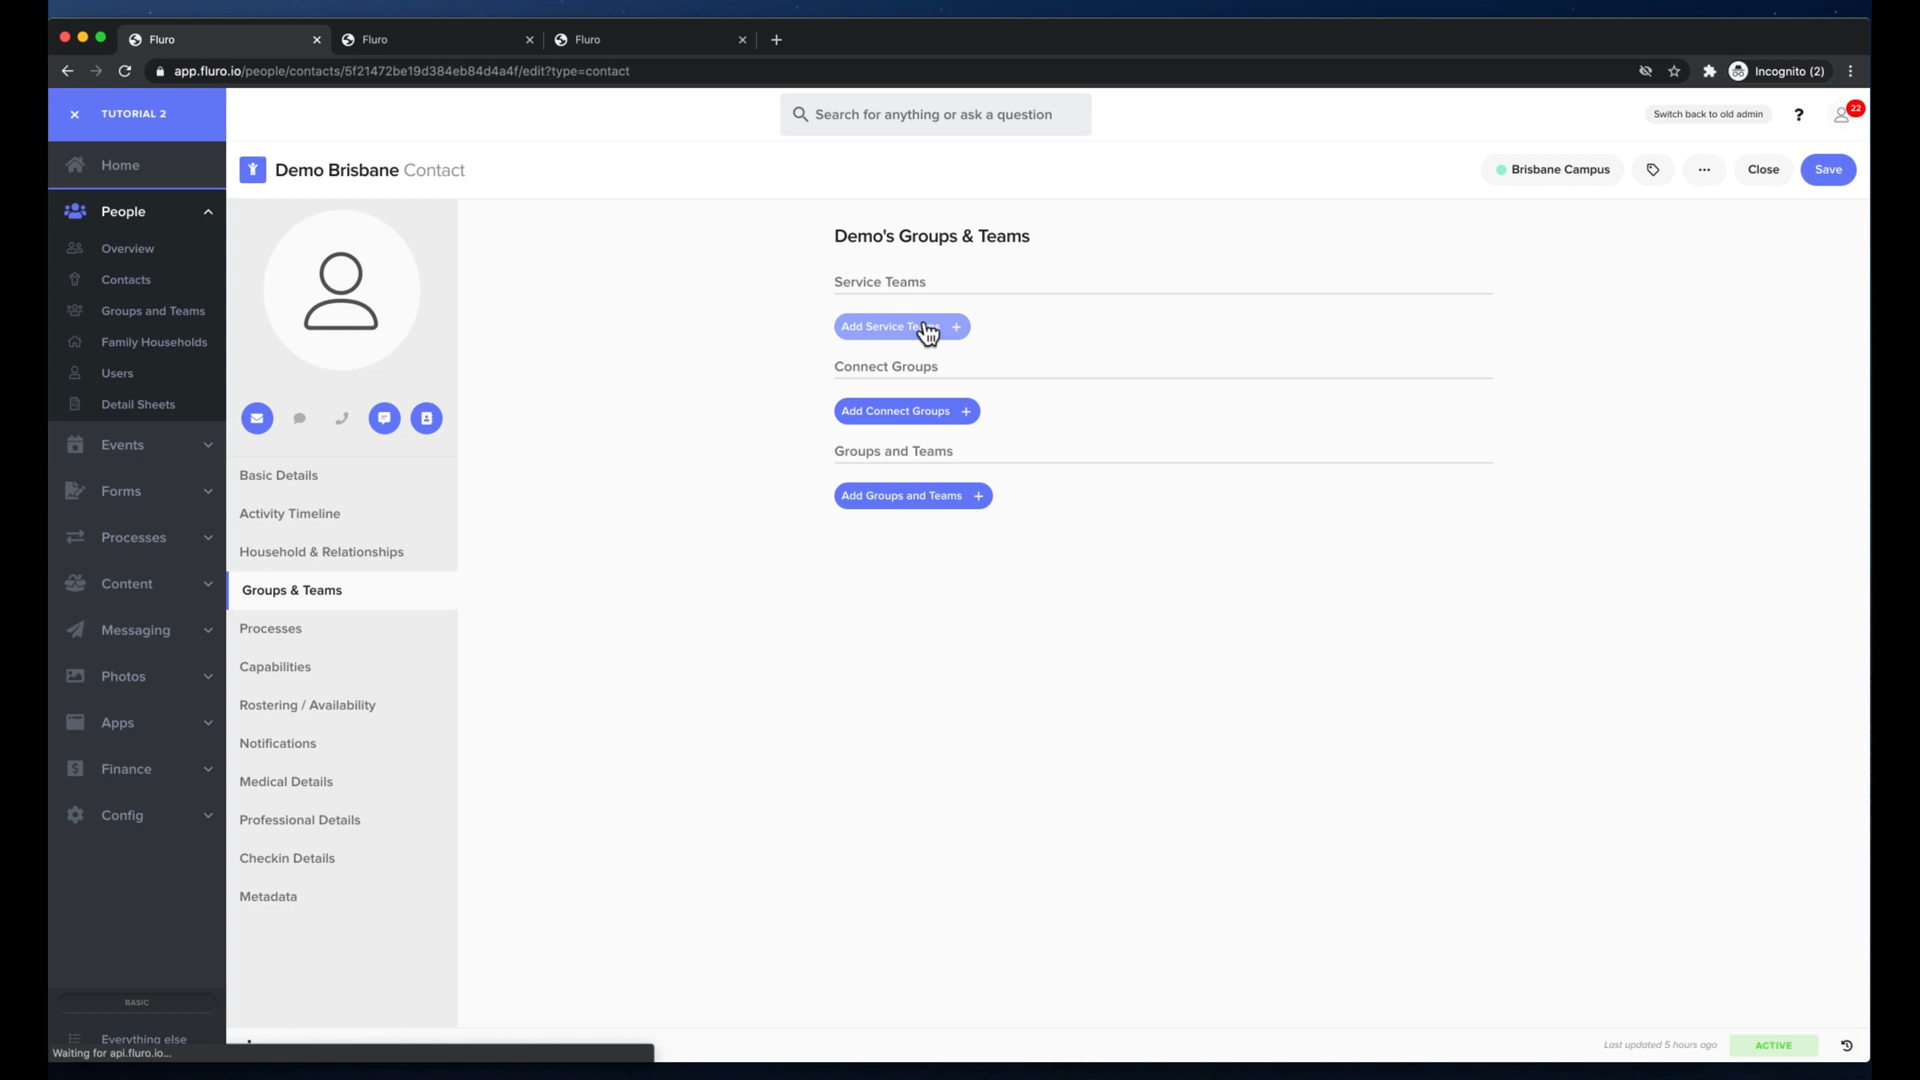 Fluro
Fluro
Fluro
app.fluro.io/people/contacts/5f21472be19d384eb84d4a4f/edit?type=contact
Incognito (2)
TUTORIAL 2
Search for anything or ask a question
Switch back to old admin
?
22
Home
Demo Brisbane Contact
Brisbane Campus
Close
Save
People
Overview
Contacts
Groups and Teams
Family Households
Users
Detail Sheets
Events
Forms
Processes
Content
Messaging
Photos
Apps
Finance
Config
BASIC
Everything else
Waiting for api.fluro.io...
Basic Details
Activity Timeline
Household & Relationships
Groups & Teams
Processes
Capabilities
Rostering / Availability
Notifications
Medical Details
Professional Details
Checkin Details
Metadata
Demo's Groups & Teams
Service Teams
Add Service +
Connect Groups
Add Connect Groups +
Groups and Teams
Add Groups and Teams +
Last updated 5 hours ago
ACTIVE